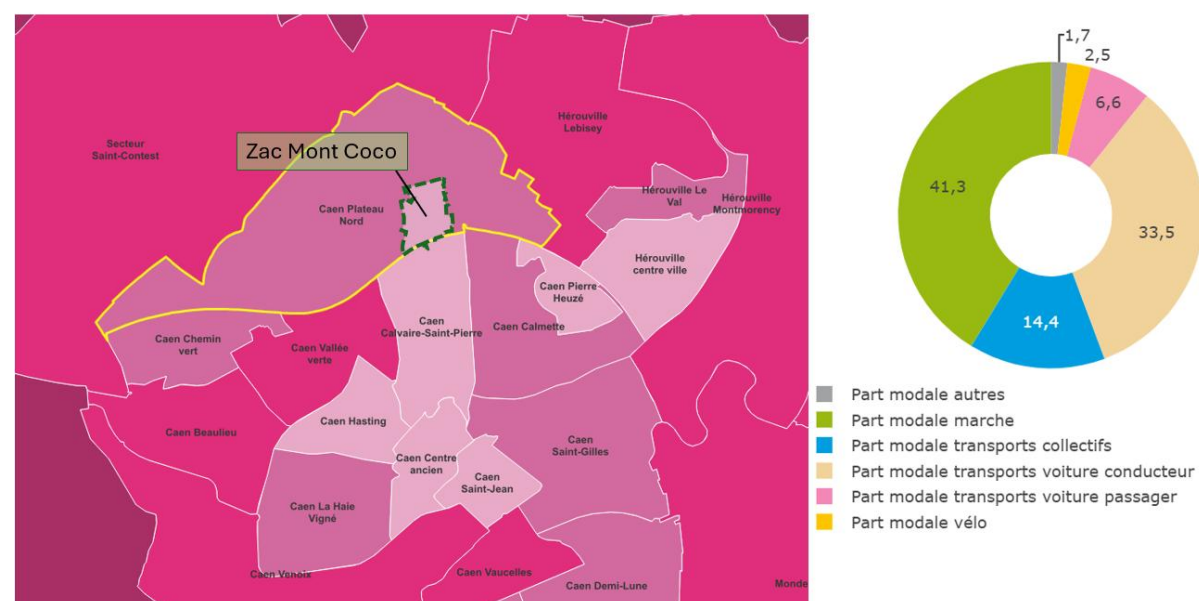 Secteur
Saint-Contest
Zac Mont Coco
Caen Plateau
Nord
Hérouville
Lebisey
Hérouville Le
Val
Hérouville
Montmorency
Hérouville
centre ville
Caen Pierre
Heuzé
Caen
Calvaire-Saint-Pierre
Caen Calmette
Caen Chemin
vert
Caen Vallée
verte
Caen Beaulieu
Caen Hasting
Caen Centre
ancien
Caen
Saint-Jean
Caen
Saint-Gilles
Caen La Haie
Vigné
Caen Venoix
Caen Vaucelles
Caen Demi-Lune
Monde
1,7
2,5
6,6
41,3
33,5
14,4
Part modale autres
Part modale marche
Part modale transports collectifs
Part modale transports voiture conducteur
Part modale transports voiture passager
Part modale vélo